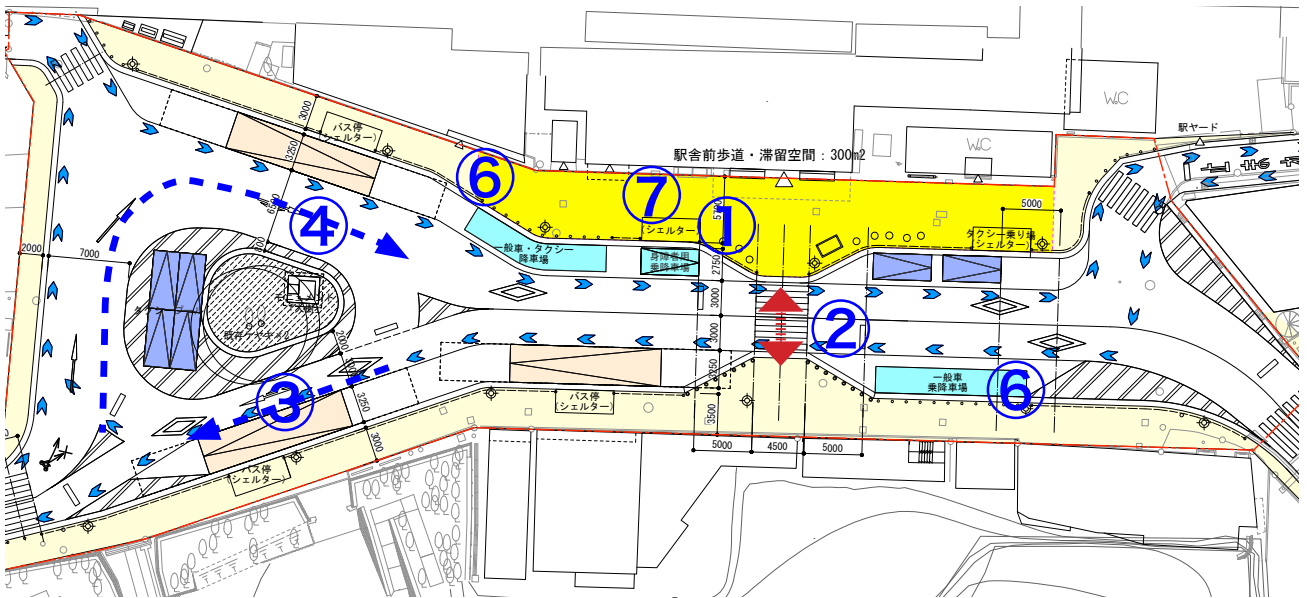 W.C
W.C
駅ヤード
駅舎前歩道・滞留空間：300m2
バス停
(シェルター)
3000
3250
6500
⑥
⑦
①
(シェルター)
5000
タクシー乗り場
(シェルター)
④
一般車・タクシー
降車場
身障者用
乗降車場
2750
2000
7000
3000
3000
②
2000
③
3250
3000
バス停
(シェルター)
バス停
(シェルター)
3500
一般車
乗降車場
⑥
5000
4500
5000